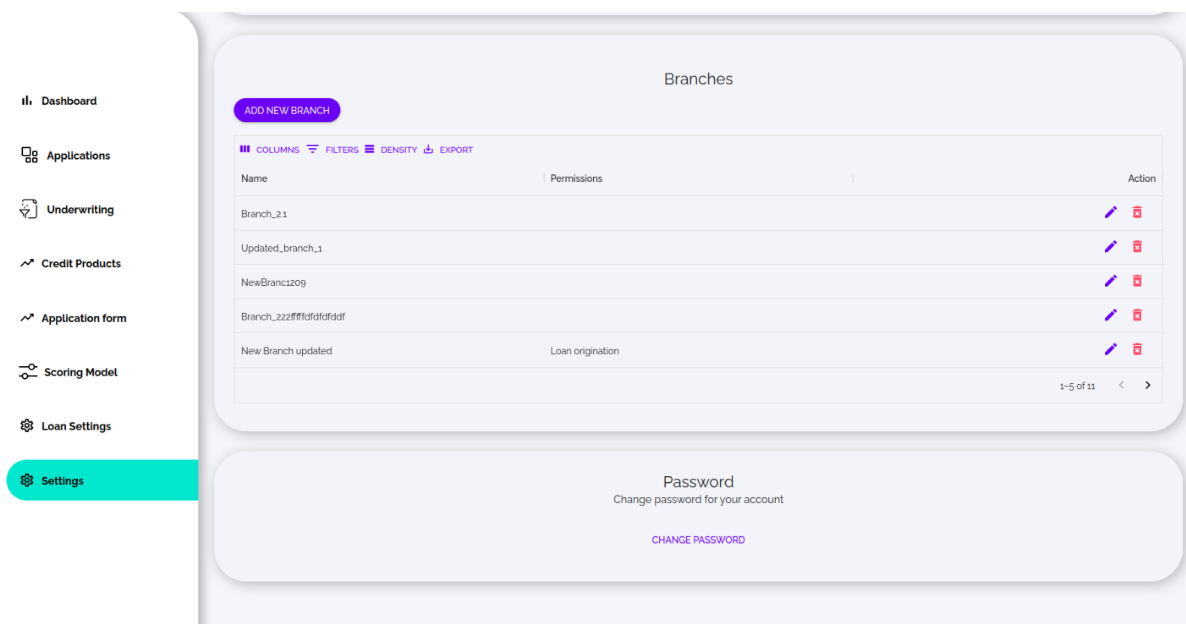 Dashboard
Applications
Underwriting
Credit Products
Application form
Scoring Model
Loan Settings
Settings
Branches
ADD NEW BRANCH
COLUMNS FILTERS DENSITY EXPORT
Name Permissions Action
Branch_2.1
Updated_branch_1
NewBranc1209
Branch_222fffffdfdfdfddf
New Branch updated Loan origination
1–5 of 11
Password
Change password for your account
CHANGE PASSWORD